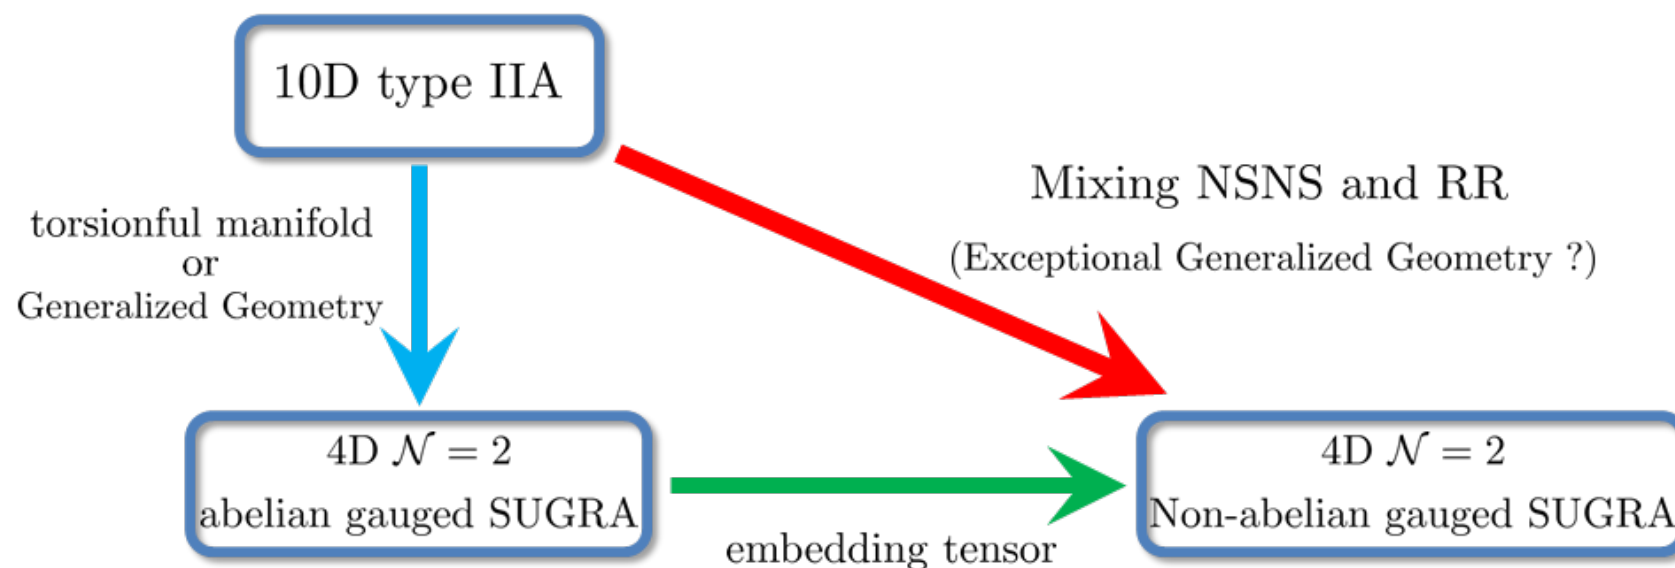 10D type IIA
torsionful manifold
or
Generalized Geometry
Mixing NSNS and RR
(Exceptional Generalized Geometry ?)
4D 𝒩 = 2
abelian gauged SUGRA
embedding tensor
4D 𝒩 = 2
Non-abelian gauged SUGRA